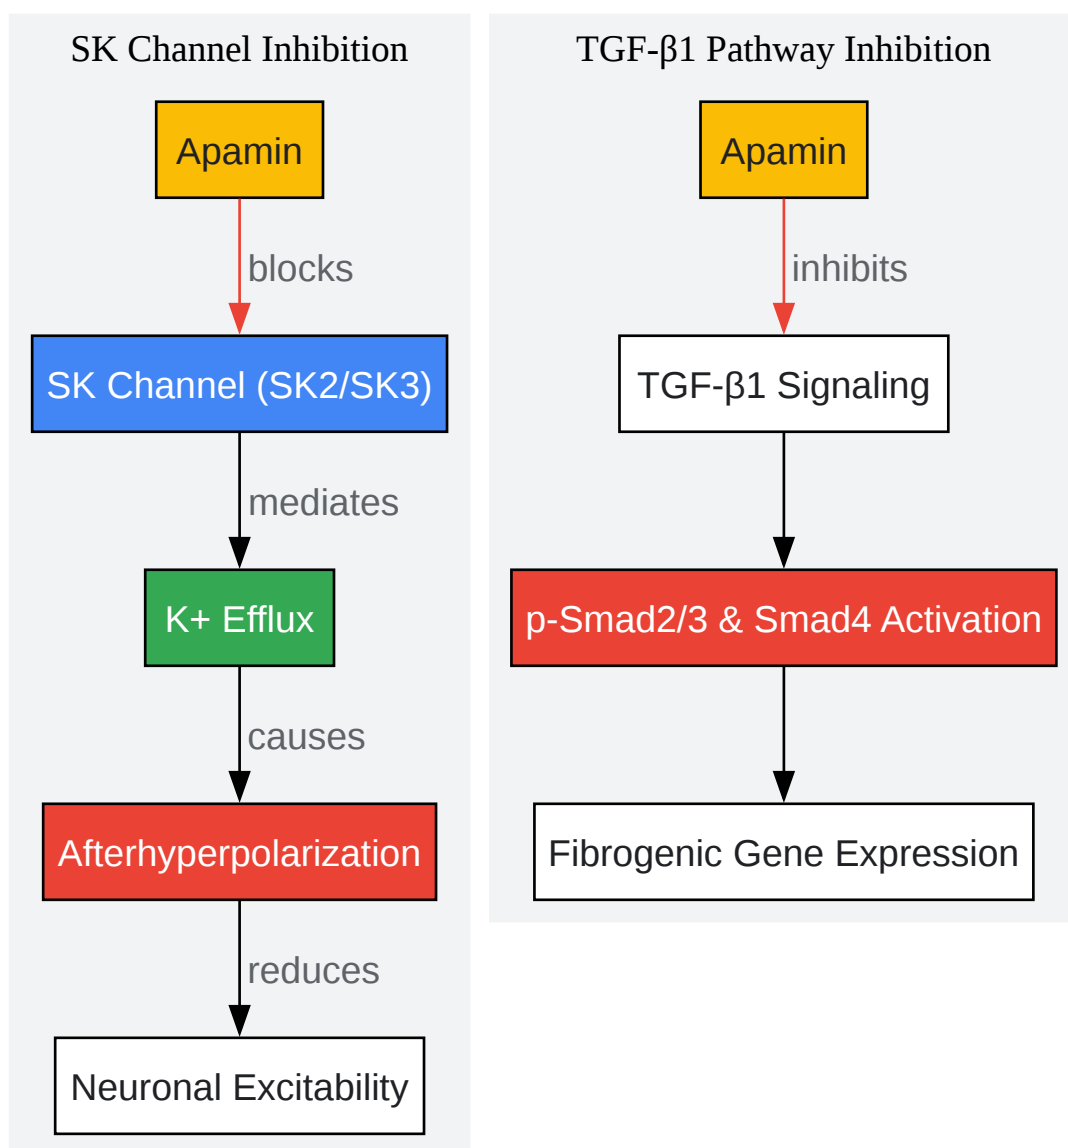 SK Channel Inhibition
Apamin
blocks
SK Channel (SK2/SK3)
mediates
K+ Efflux
causes
Afterhyperpolarization
reduces
Neuronal Excitability
TGF-β1 Pathway Inhibition
Apamin
inhibits
TGF-β1 Signaling
p-Smad2/3 & Smad4 Activation
Fibrogenic Gene Expression